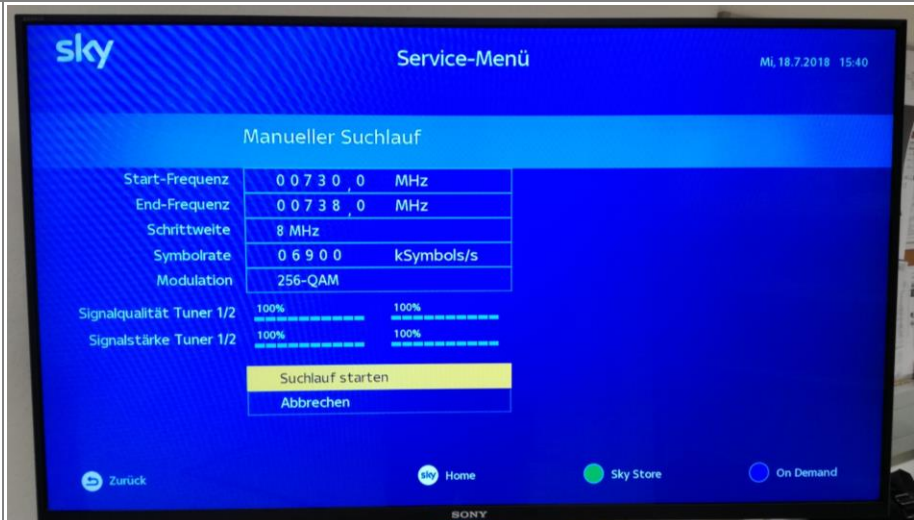 sky
Service-Menü
Mi, 18.7.2018 15:40
Manueller Suchlauf
Start-Frequenz 00730,0 MHz
End-Frequenz 00738,0 MHz
Schrittweite 8 MHz
Symbolrate 06900 kSymbols/s
Modulation 256-QAM
Signalqualität Tuner 1/2 100% 100%
Signalstärke Tuner 1/2 100% 100%
Suchlauf starten
Abbrechen
Zurück sky Home Sky Store On Demand
SONY